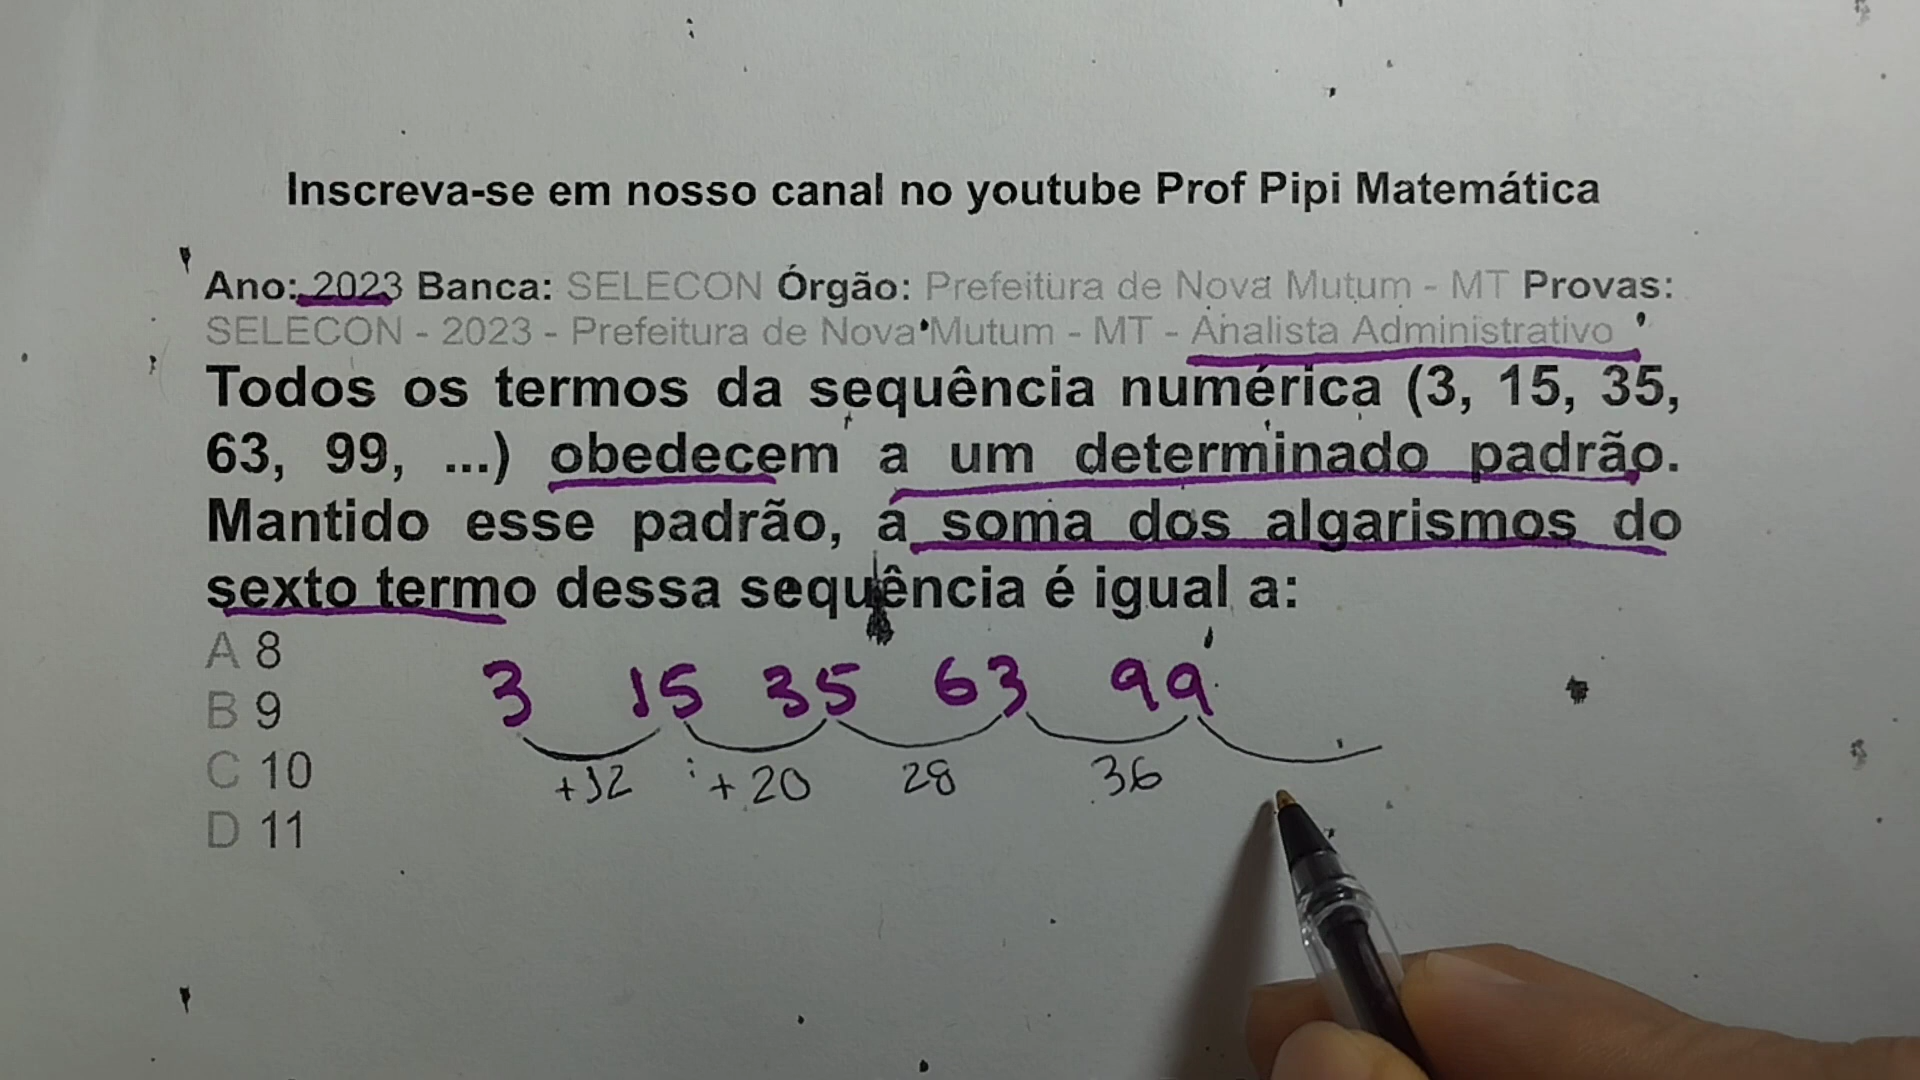 Inscreva-se em nosso canal no youtube Prof Pipi Matemática
Ano: 2023 Banca: SELECON Órgão: Prefeitura de Nova Mutum - MT Provas:
SELECON - 2023 - Prefeitura de Nova Mutum - MT - Analista Administrativo
Todos os termos da sequência numérica (3, 15, 35,
63, 99, ...) obedecem a um determinado padrão.
Mantido esse padrão, a soma dos algarismos do
sexto termo dessa sequência é igual a:
A 8
B 9
C 10
D 11
3 15 35 63 99
+12 +20 28 36